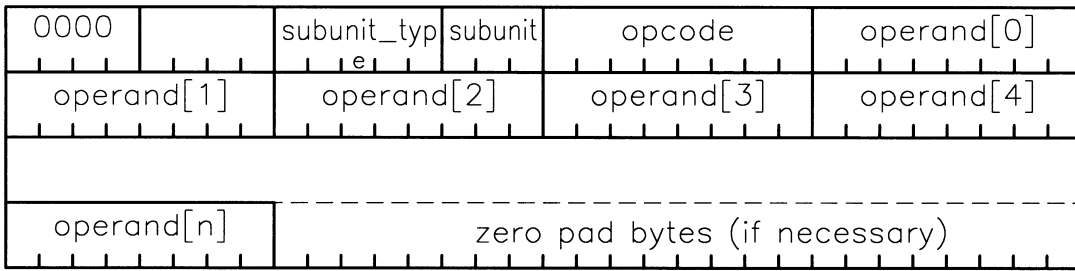 0000 subunit_type subunit opcode operand[0]
operand[1] operand[2] operand[3] operand[4]
operand[n] zero pad bytes (if necessary)